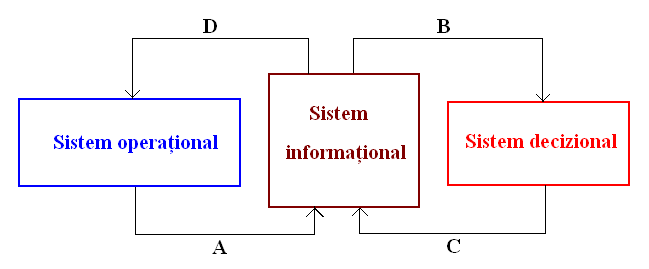 D
B
Sistem operațional
Sistem
informațional
Sistem decizional
A
C